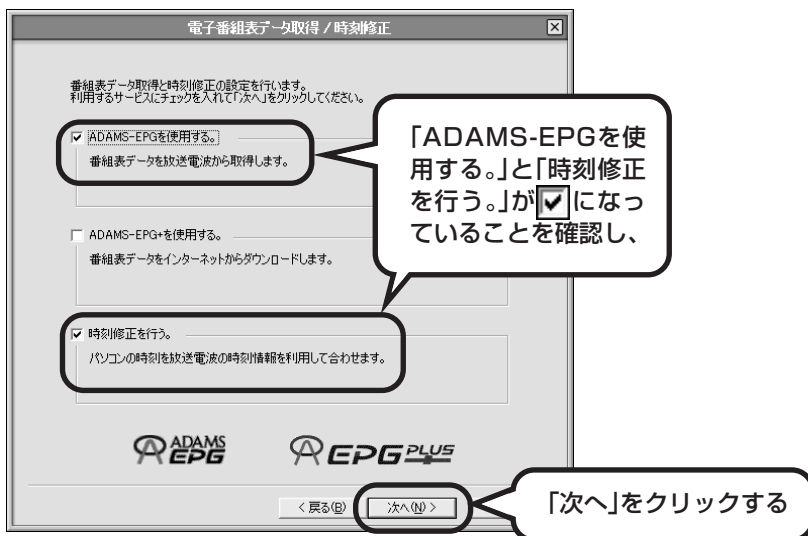 電子番組表データ取得 / 時刻修正
番組表データ取得と時刻修正の設定を行います。
利用するサービスにチェックを入れて「次へ」をクリックしてください。
ADAMS-EPGを使用する。
番組表データを放送電波から取得します。
「ADAMS-EPGを使
用する。」と「時刻修正
を行う。」が になっ
ていることを確認し、
ADAMS-EPG+を使用する。
番組表データをインターネットからダウンロードします。
時刻修正を行う。
パソコンの時刻を放送電波の時刻情報を利用して合わせます。
ADAMS
EPG
EPG PLUS
< 戻る(B)
次へ(N) >
「次へ」をクリックする